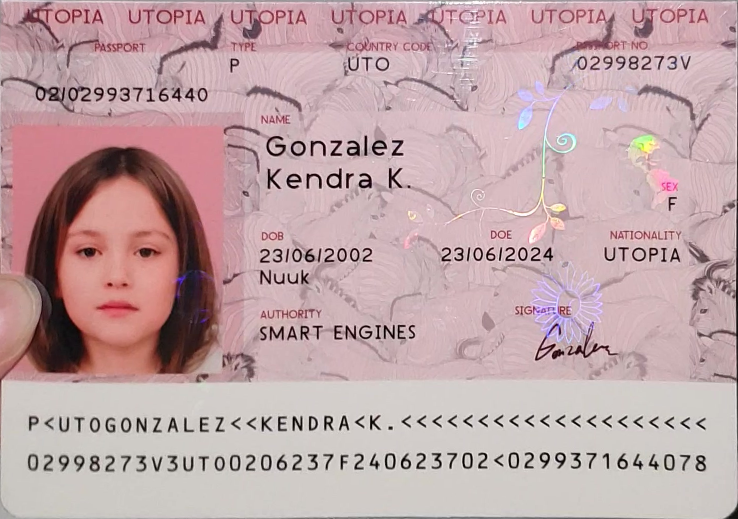 UTOPIA UTOPIA UTOPIA UTOPIA UTOPIA UTOPIA UTOPIA
PASSPORT TYPE COUNTRY CODE PASSPORT NO.
P UTO 02998273V
02/02993716440
NAME
Gonzalez
Kendra K.
SEX
F
DOB DOE NATIONALITY
23/06/2002 23/06/2024 UTOPIA
Nuuk
AUTHORITY SIGNATURE
SMART ENGINES
Gonzalez
P<UTOGONZALEZ<<KENDRA<K.<<<<<<<<<<<<<<<<<<<<
02998273V3UTO0206237F240623702<0299371644078